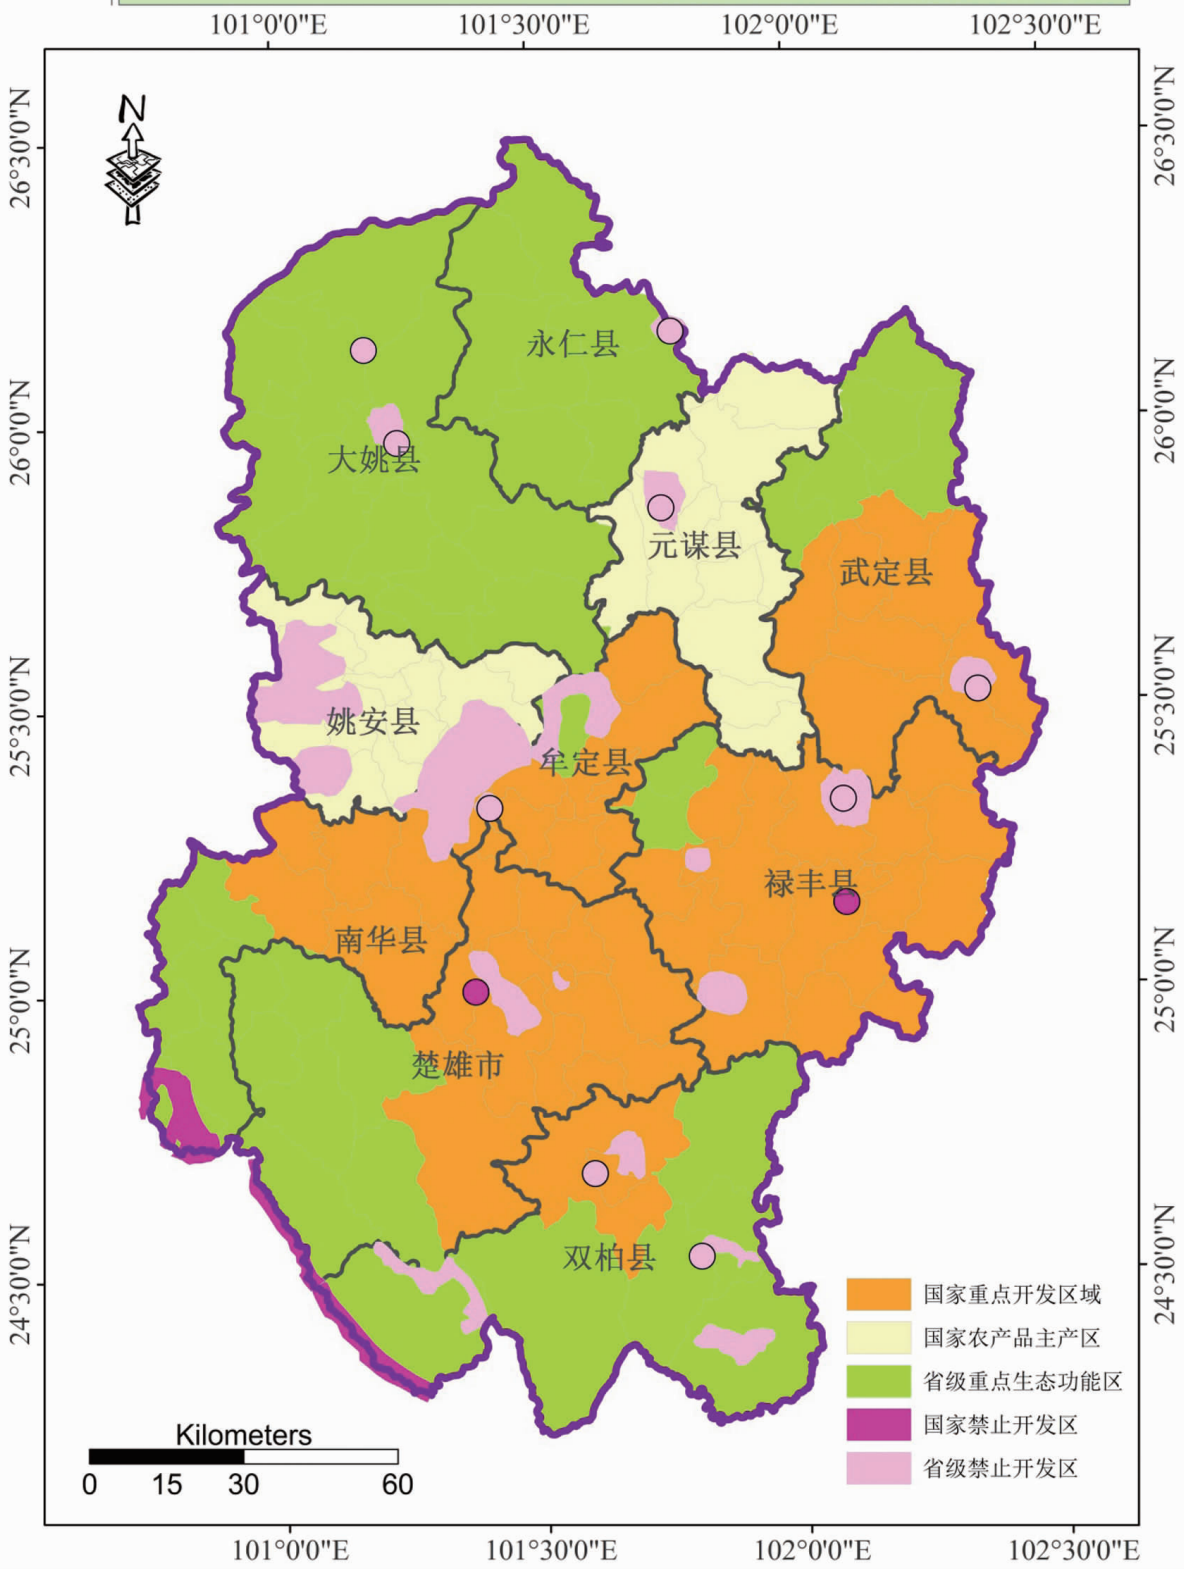 101°0'0"E 101°30'0"E 102°0'0"E 102°30'0"E
26°30'0"N
26°30'0"N
N
永仁县
26°0'0"N
26°0'0"N
大姚县
元谋县
武定县
25°30'0"N
25°30'0"N
姚安县
牟定县
禄丰县
南华县
25°0'0"N
25°0'0"N
楚雄市
双柏县
24°30'0"N
24°30'0"N
国家重点开发区域
国家农产品主产区
省级重点生态功能区
国家禁止开发区
省级禁止开发区
Kilometers
0 15 30 60
101°0'0"E 101°30'0"E 102°0'0"E 102°30'0"E